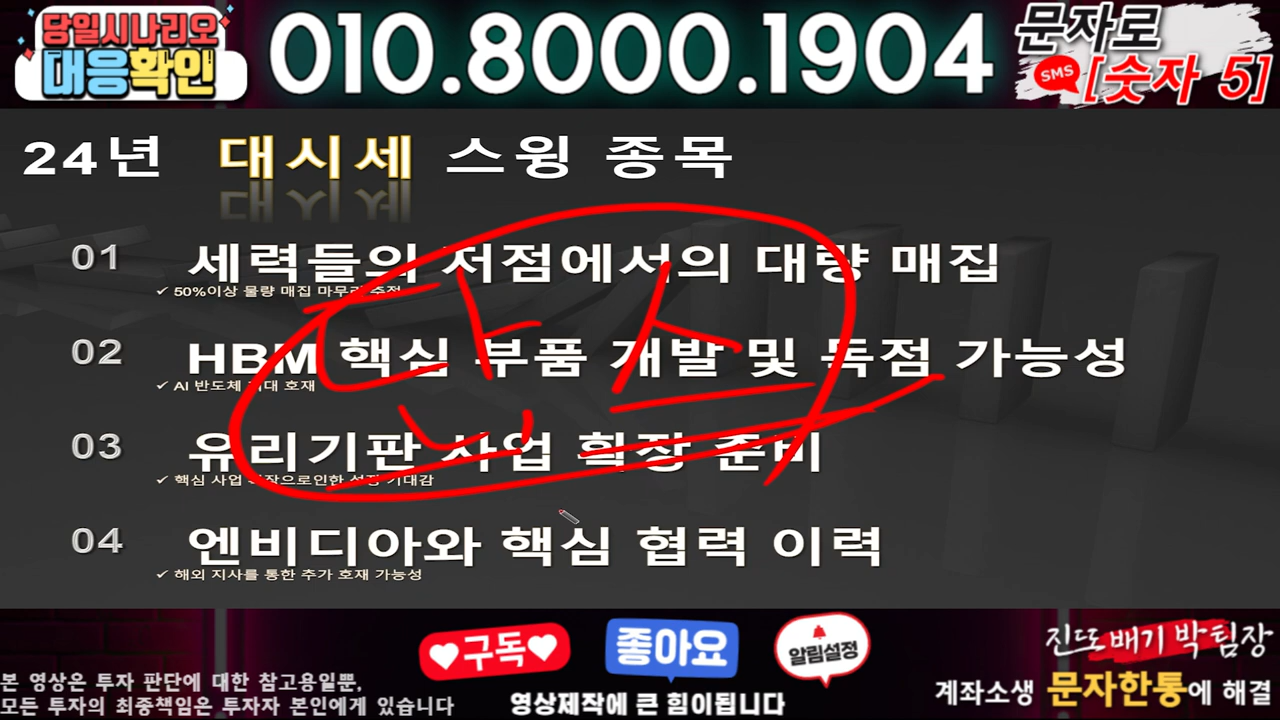 당일시나리오
대응확인
010.8000.1904
문자로
SMS
[숫자 5]
24년 대시세 스윙 종목
01 세력들의 저점에서의 대량 매집
✓ 50%이상 물량 매집 마무리 추정
02 HBM 핵심 부품 개발 및 독점 가능성
✓ AI 반도체 호재
03 유리기판 사업 확장 준비
✓ 핵심 사업 확장으로인한 성장 기대감
04 엔비디아와 핵심 협력 이력
✓ 해외 지사를 통한 추가 호재 가능성
단스
구독
좋아요
알림설정
진또배기 박팀장
본 영상은 투자 판단에 대한 참고용일뿐,
모든 투자의 최종책임은 투자자 본인에게 있습니다
영상제작에 큰 힘이됩니다
계좌소생 문자한통에 해결